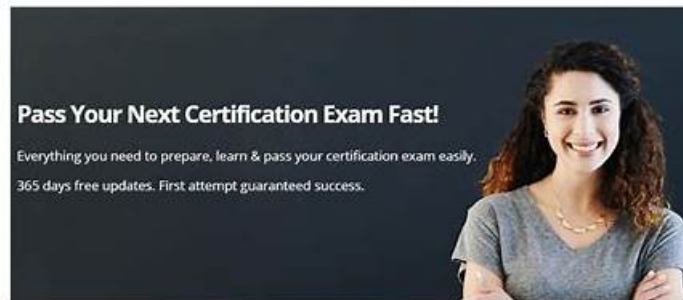 Pass Your Next Certification Exam Fast!
Everything you need to prepare, learn & pass your certification exam easily.
365 days free updates. First attempt guaranteed success.